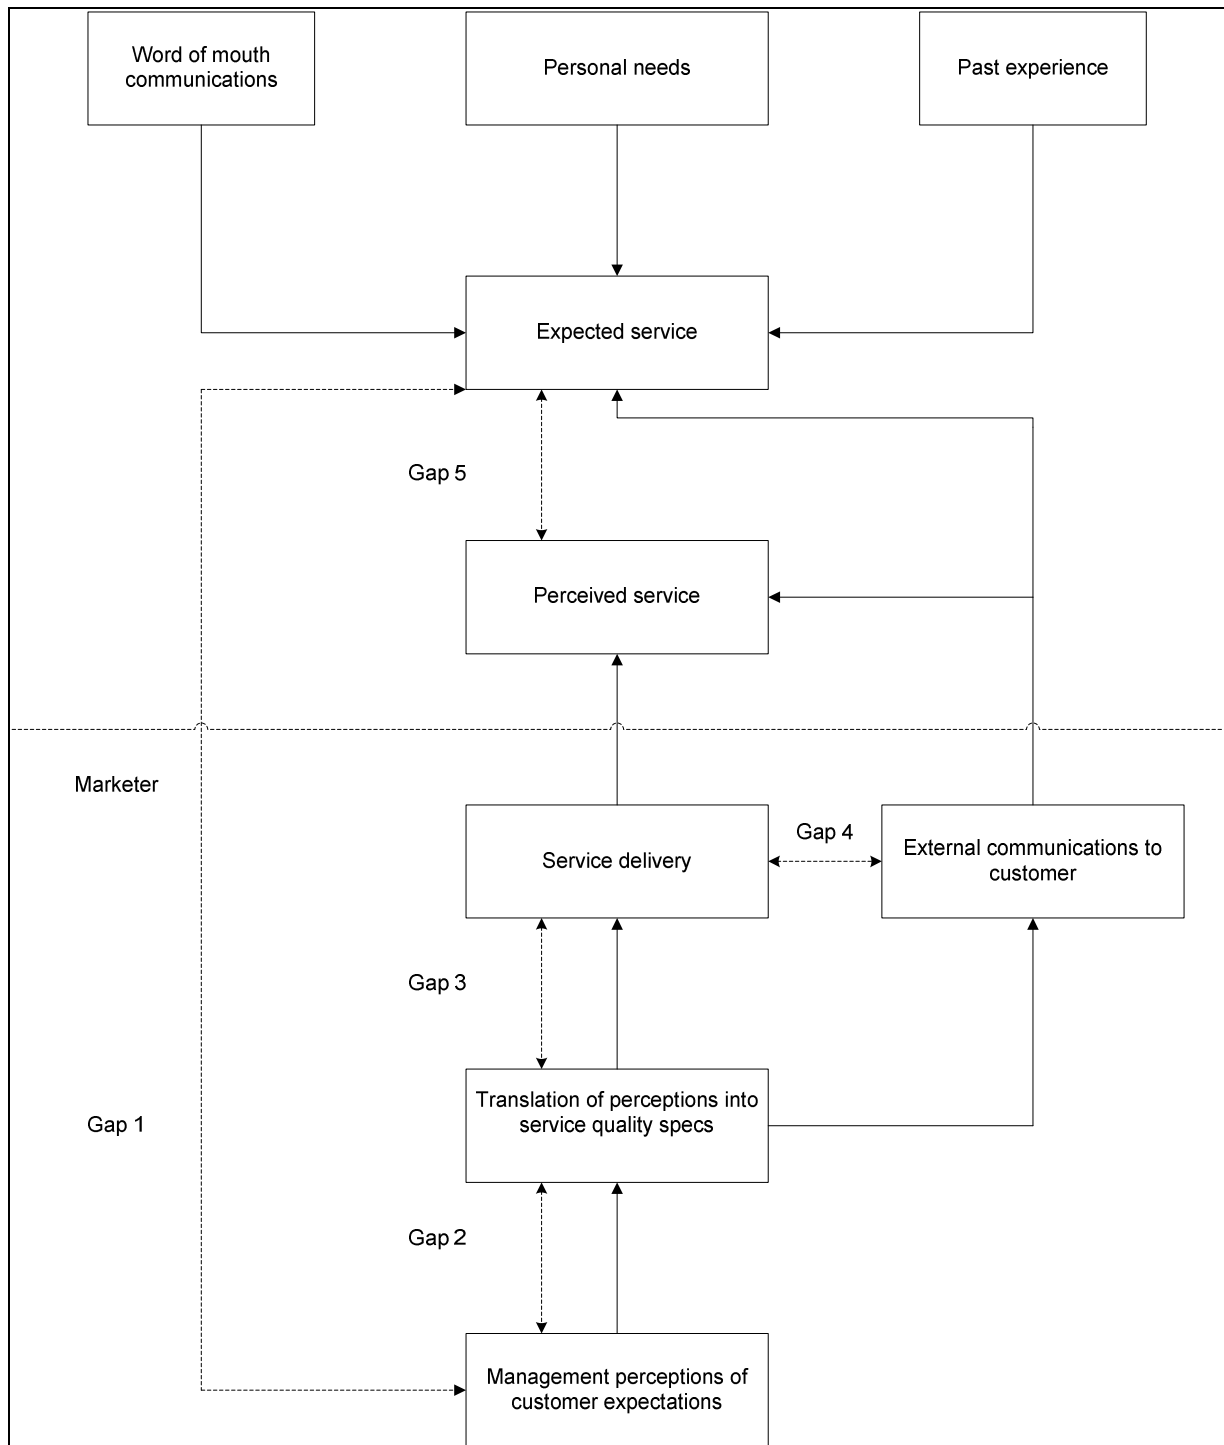 Word of mouth
communications
Personal needs
Past experience
Expected service
Gap 5
Perceived service
Marketer
Service delivery
Gap 4
External communications to
customer
Gap 3
Translation of perceptions into
service quality specs
Gap 1
Gap 2
Management perceptions of
customer expectations